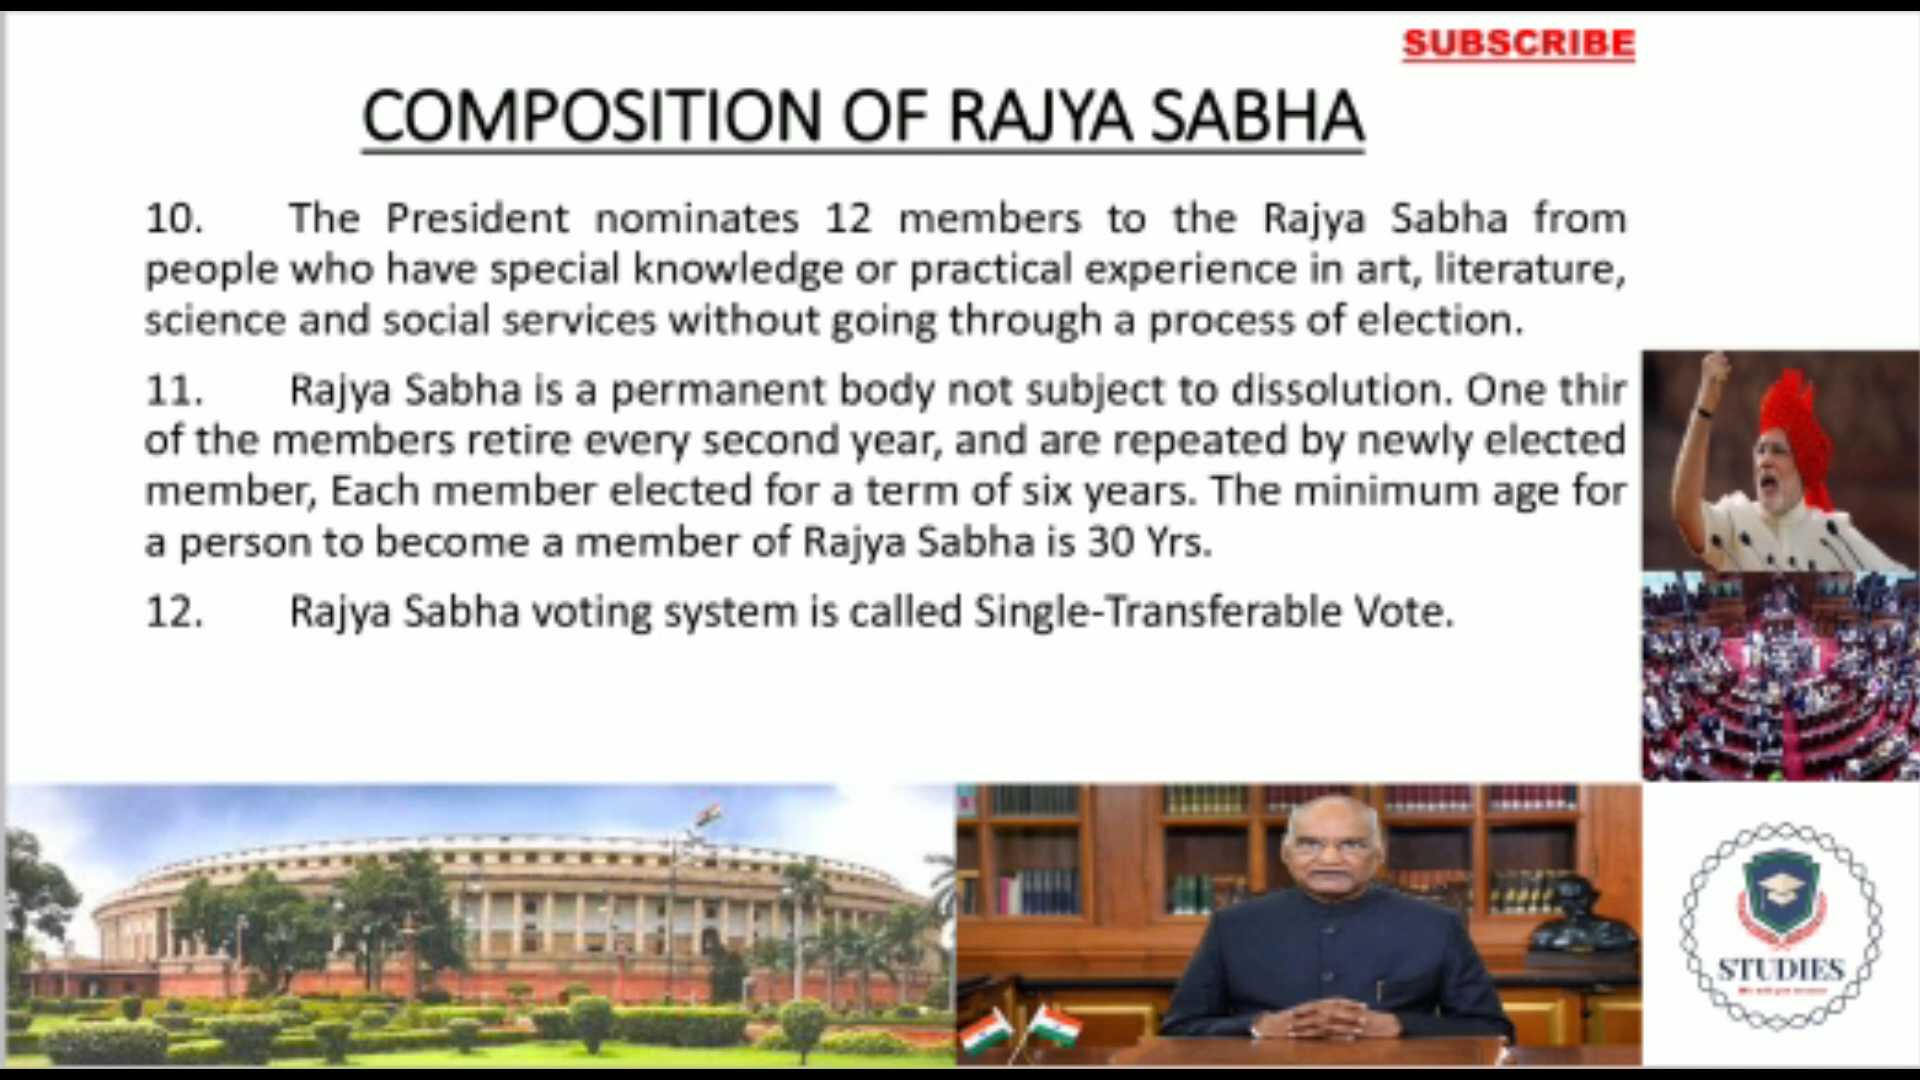 SUBSCRIBE
COMPOSITION OF RAJYA SABHA
10. The President nominates 12 members to the Rajya Sabha from
people who have special knowledge or practical experience in art, literature,
science and social services without going through a process of election.
11. Rajya Sabha is a permanent body not subject to dissolution. One thir
of the members retire every second year, and are repeated by newly elected
member, Each member elected for a term of six years. The minimum age for
a person to become a member of Rajya Sabha is 30 Yrs.
12. Rajya Sabha voting system is called Single-Transferable Vote.
STUDIES